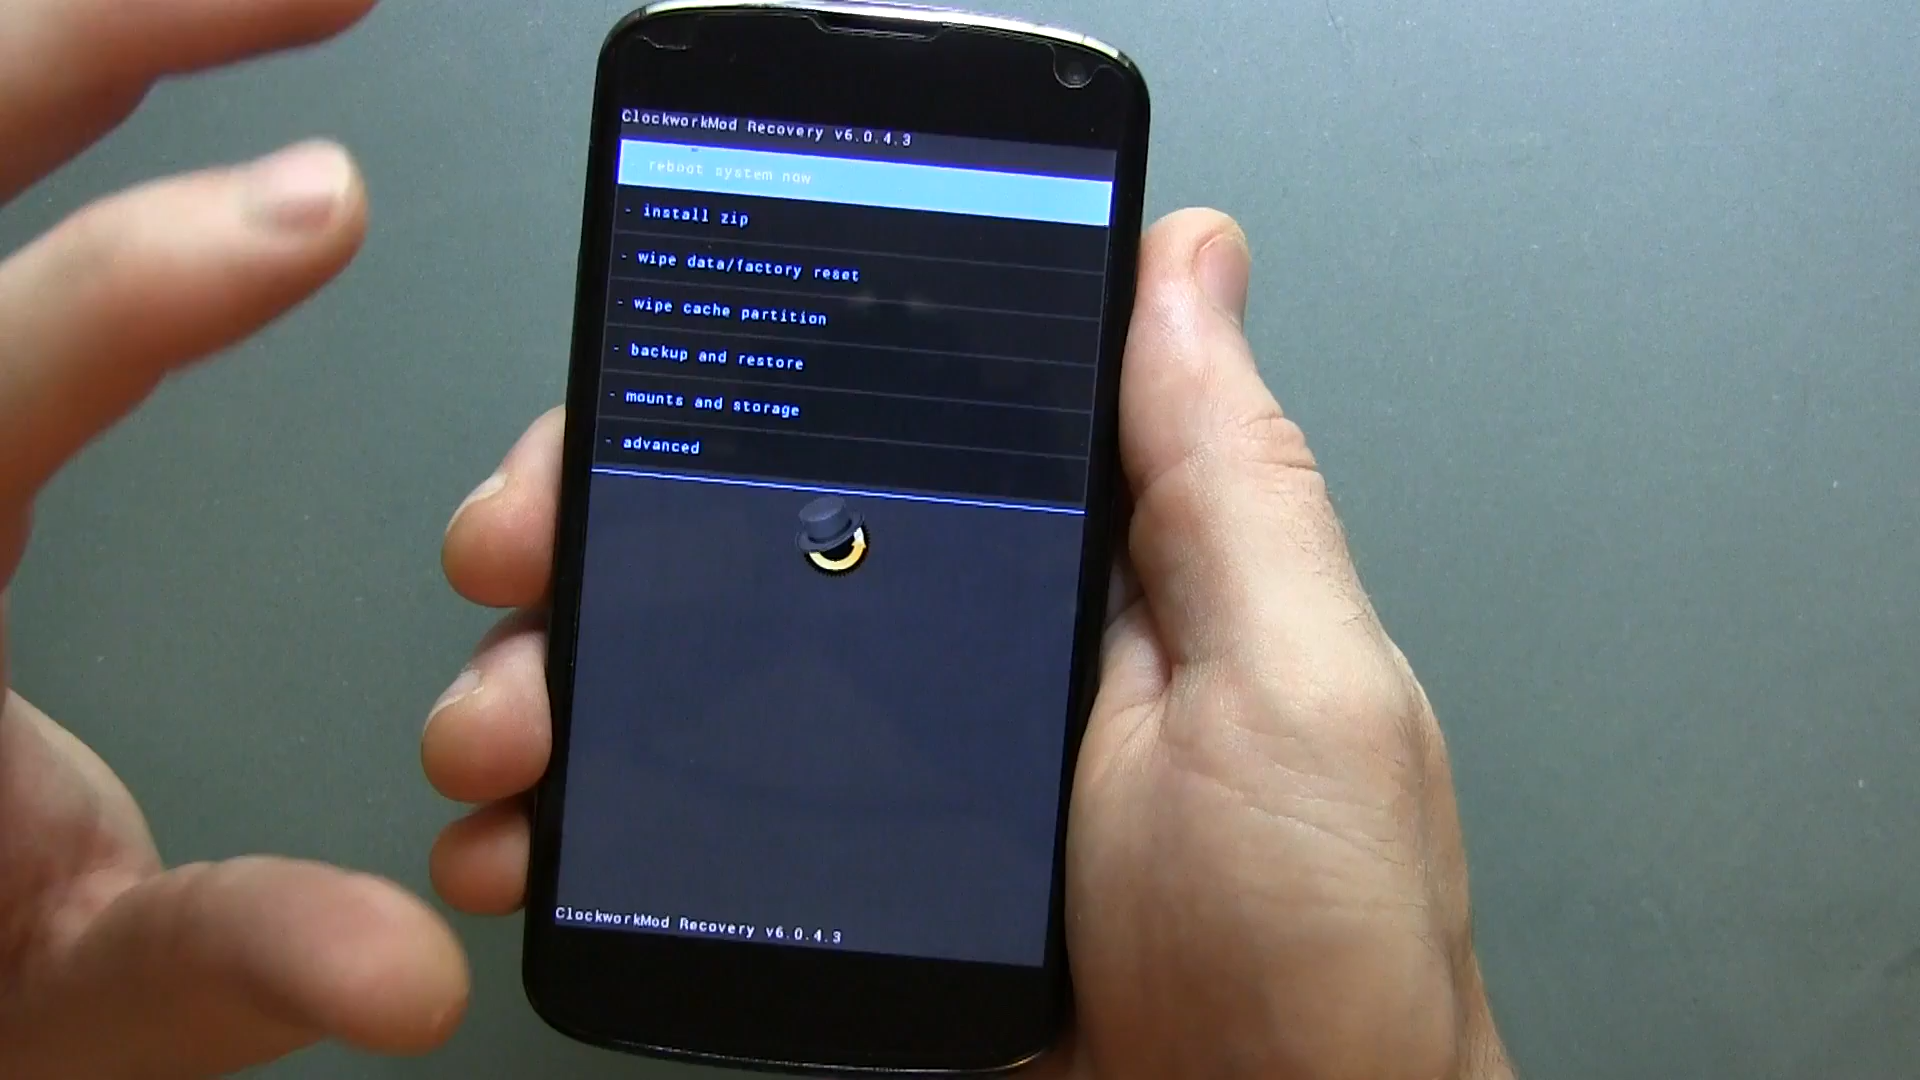 ClockworkMod Recovery v6.0.4.3
- reboot system now
- install zip
- wipe data/factory reset
- wipe cache partition
- backup and restore
- mounts and storage
- advanced
ClockworkMod Recovery v6.0.4.3